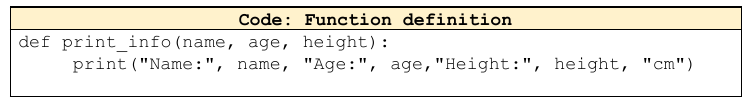 Code: Function definition
def print_info(name, age, height):
     print("Name:", name, "Age:", age,"Height:", height, "cm")